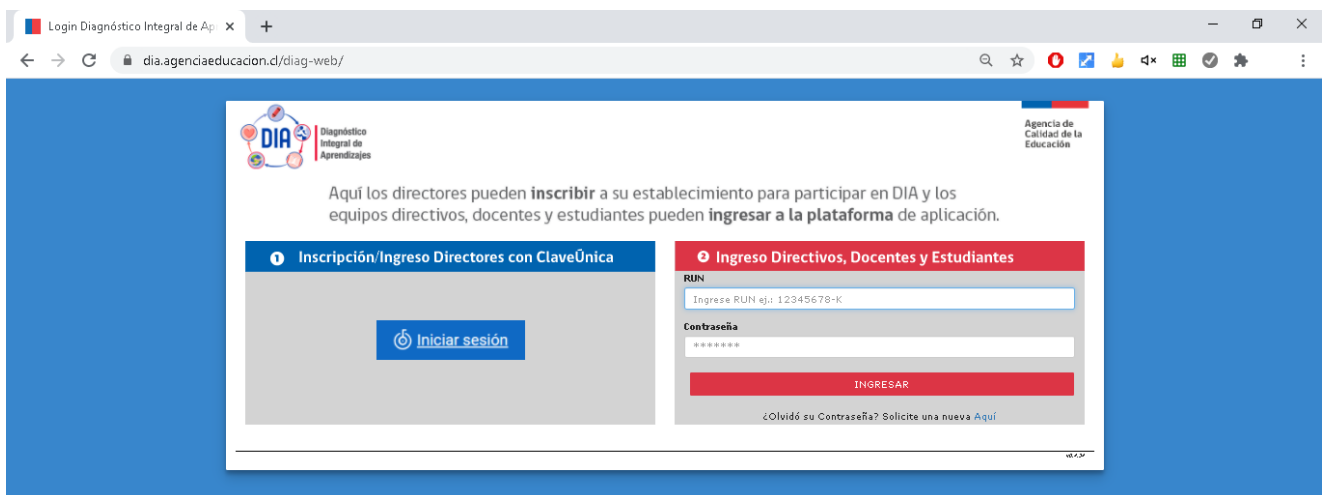 Login Diagnóstico Integral de Ap
dia.agenciaeducacion.cl/diag-web/
DIA
Diagnóstico
Integral de
Aprendizajes
Agencia de
Calidad de la
Educación
Aquí los directores pueden inscribir a su establecimiento para participar en DIA y los
equipos directivos, docentes y estudiantes pueden ingresar a la plataforma de aplicación.
1 Inscripción/Ingreso Directores con ClaveÚnica
Iniciar sesión
2 Ingreso Directivos, Docentes y Estudiantes
RUN
Ingrese RUN ej.: 12345678-K
Contraseña
*******
INGRESAR
¿Olvidó su Contraseña? Solicite una nueva Aquí